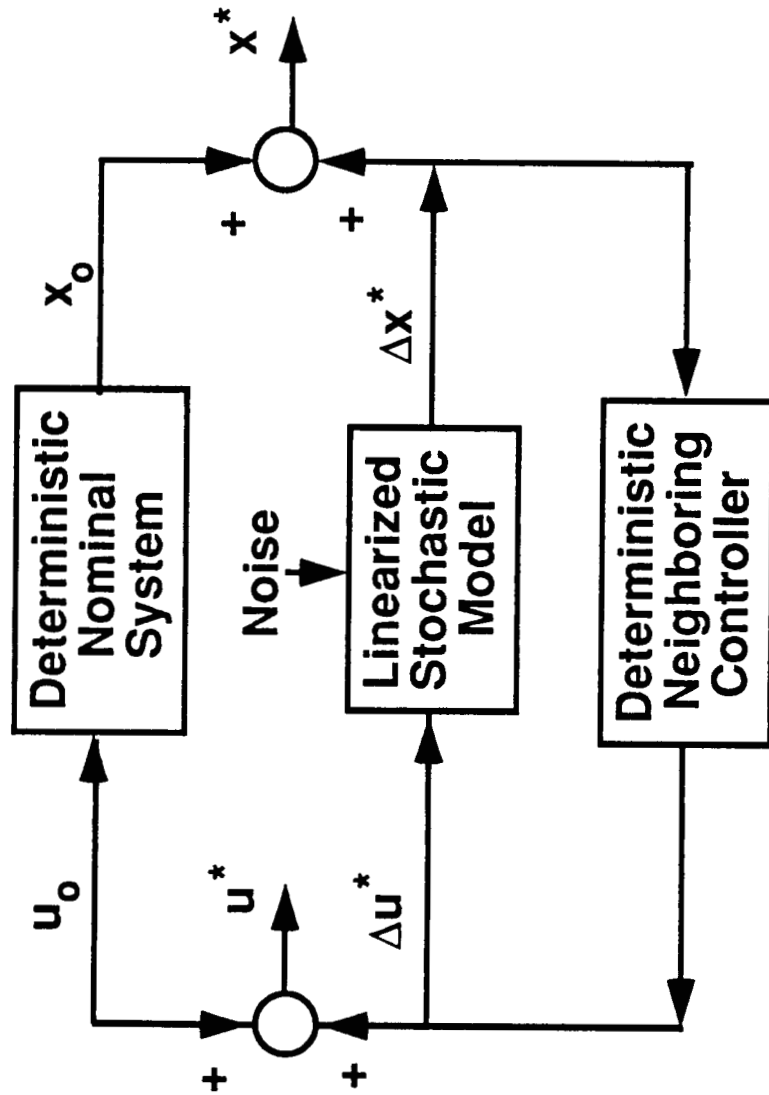 u₀
x₀
Deterministic
Nominal
System
+
+
u*
x*
+
+
Noise
Δu*
Δx*
Linearized
Stochastic
Model
Deterministic
Neighboring
Controller